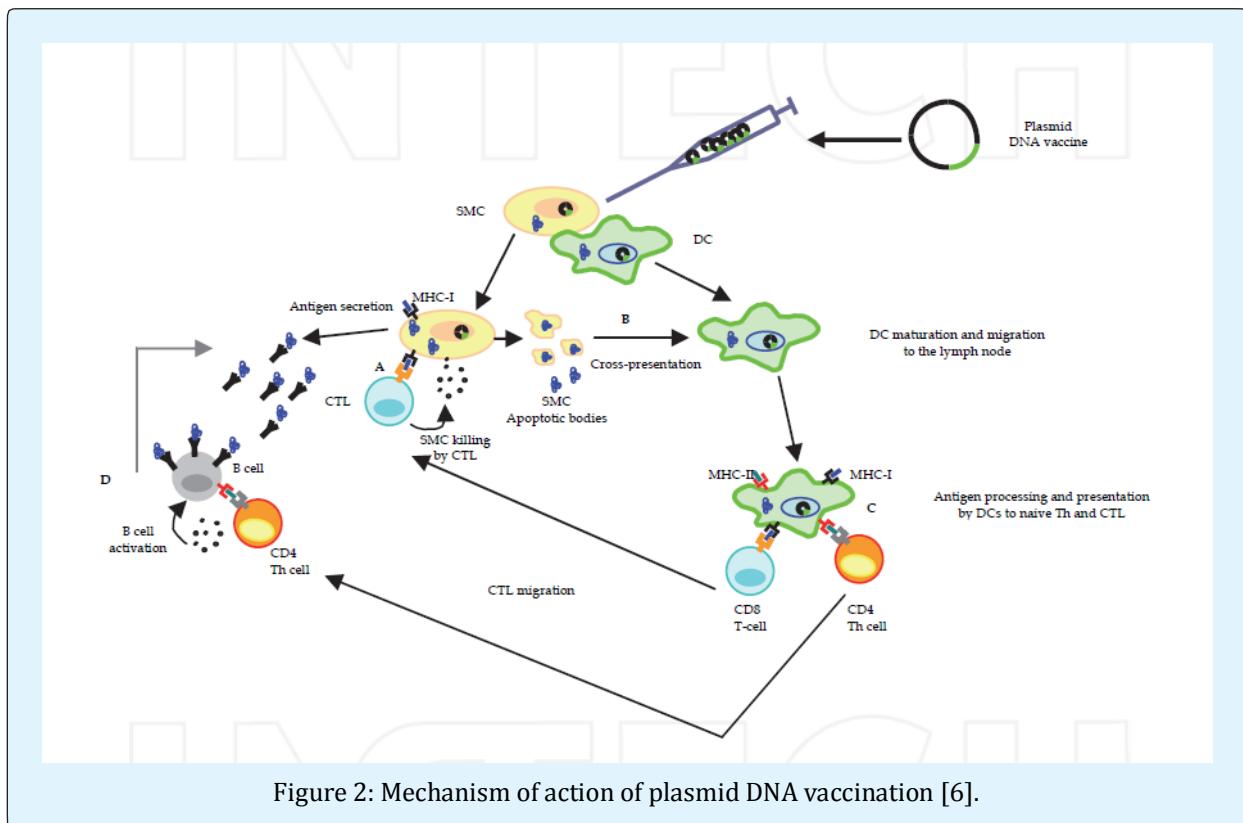 INTECH
Plasmid
DNA vaccine
SMC
DC
MHC-I
Antigen secretion
B
DC maturation and migration
to the lymph node
Cross-presentation
A
SMC
Apoptotic bodies
CTL
SMC killing
by CTL
B cell
D
MHC-II
MHC-I
C
Antigen processing and presentation
by DCs to naive Th and CTL
B cell
activation
CD4
Th cell
CTL migration
CD8
T-cell
CD4
Th cell
INTECH
Figure 2: Mechanism of action of plasmid DNA vaccination [6].